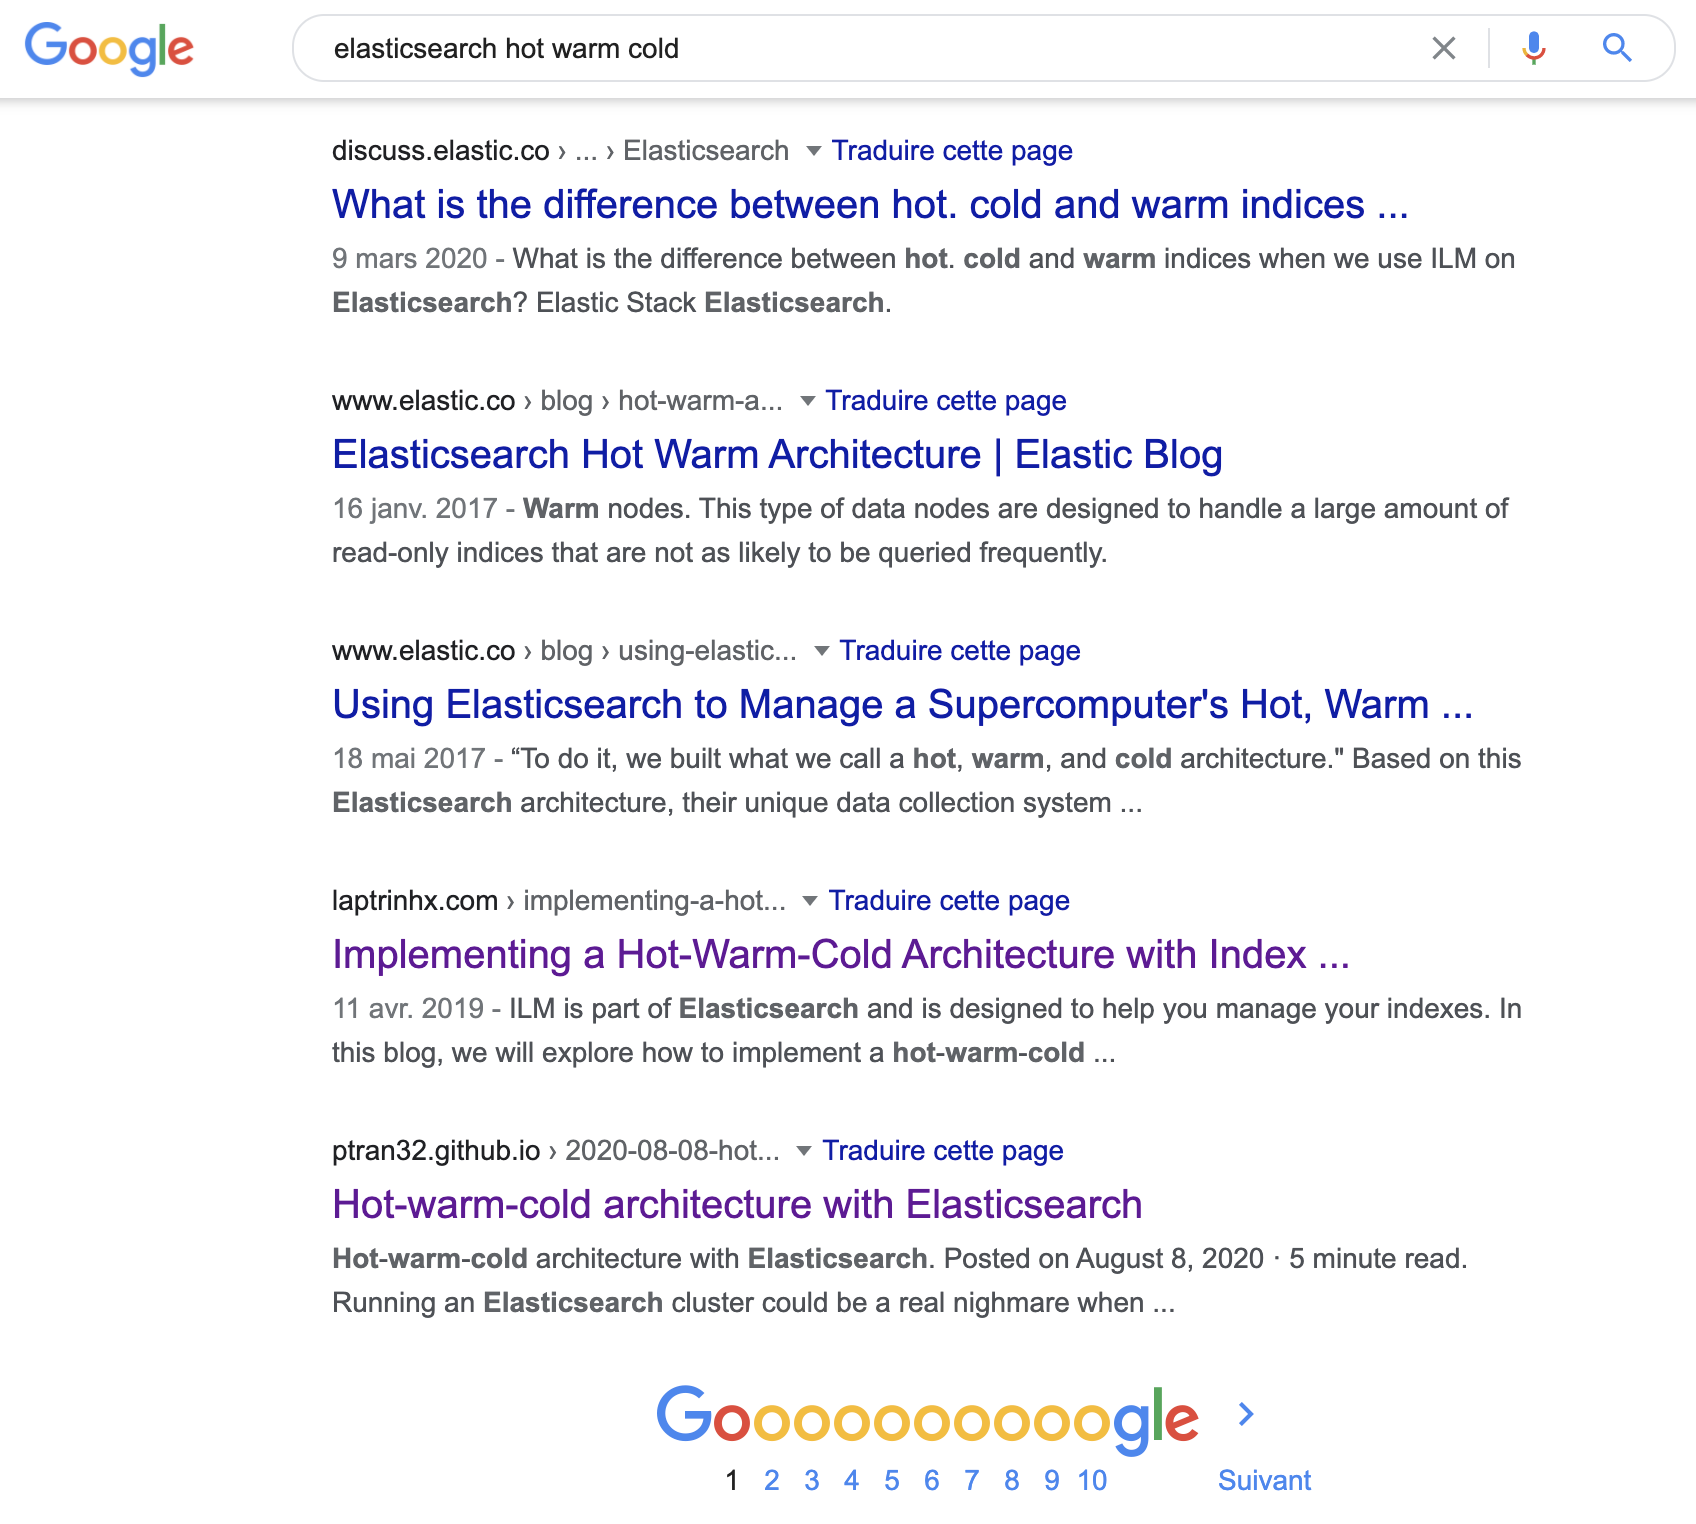 Google
elasticsearch hot warm cold
discuss.elastic.co › ... › Elasticsearch Traduire cette page
What is the difference between hot. cold and warm indices ...
9 mars 2020 - What is the difference between hot. cold and warm indices when we use ILM on
Elasticsearch? Elastic Stack Elasticsearch.
www.elastic.co › blog › hot-warm-a... Traduire cette page
Elasticsearch Hot Warm Architecture | Elastic Blog
16 janv. 2017 - Warm nodes. This type of data nodes are designed to handle a large amount of
read-only indices that are not as likely to be queried frequently.
www.elastic.co › blog › using-elastic... Traduire cette page
Using Elasticsearch to Manage a Supercomputer's Hot, Warm ...
18 mai 2017 - “To do it, we built what we call a hot, warm, and cold architecture." Based on this
Elasticsearch architecture, their unique data collection system ...
laptrinhx.com › implementing-a-hot... Traduire cette page
Implementing a Hot-Warm-Cold Architecture with Index ...
11 avr. 2019 - ILM is part of Elasticsearch and is designed to help you manage your indexes. In
this blog, we will explore how to implement a hot-warm-cold ...
ptran32.github.io › 2020-08-08-hot... Traduire cette page
Hot-warm-cold architecture with Elasticsearch
Hot-warm-cold architecture with Elasticsearch. Posted on August 8, 2020 · 5 minute read.
Running an Elasticsearch cluster could be a real nighmare when ...
Goooooooooogle
1 2 3 4 5 6 7 8 9 10 Suivant